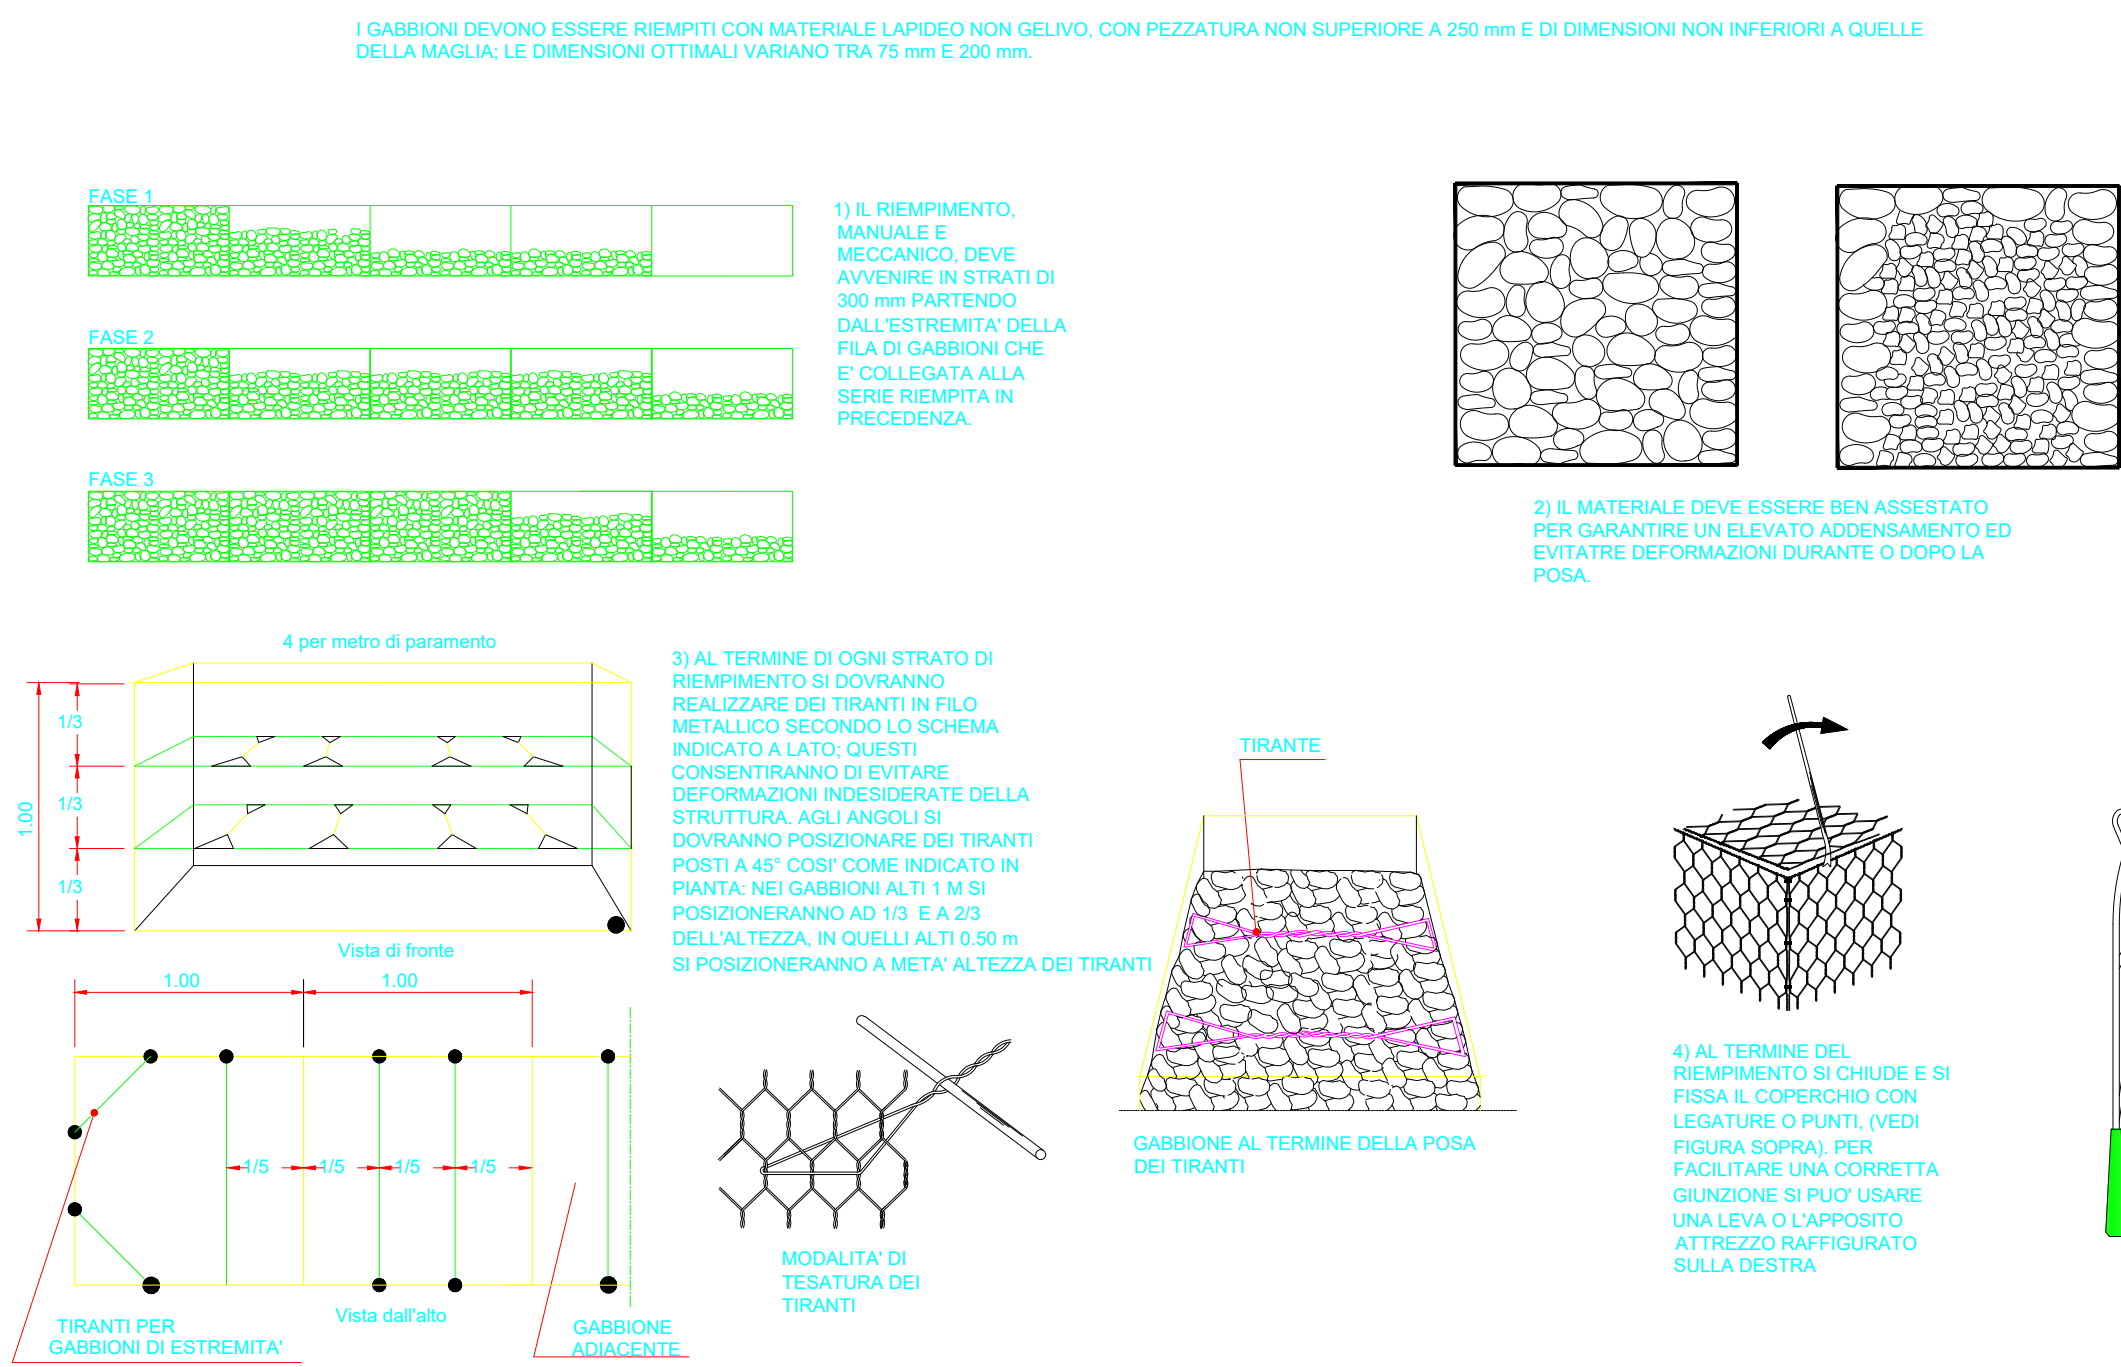 I GABBIONI DEVONO ESSERE RIEMPITI CON MATERIALE LAPIDEO NON GELIVO, CON PEZZATURA NON SUPERIORE A 250 mm E DI DIMENSIONI NON INFERIORI A QUELLE
DELLA MAGLIA; LE DIMENSIONI OTTIMALI VARIANO TRA 75 mm E 200 mm.
FASE 1
FASE 2
FASE 3
1) IL RIEMPIMENTO,
MANUALE E
MECCANICO, DEVE
AVVENIRE IN STRATI DI
300 mm PARTENDO
DALL'ESTREMITA' DELLA
FILA DI GABBIONI CHE
E' COLLEGATA ALLA
SERIE RIEMPITA IN
PRECEDENZA.
2) IL MATERIALE DEVE ESSERE BEN ASSESTATO
PER GARANTIRE UN ELEVATO ADDENSAMENTO ED
EVITATRE DEFORMAZIONI DURANTE O DOPO LA
POSA.
4 per metro di paramento
1/3
1/3
1/3
1.00
Vista di fronte
3) AL TERMINE DI OGNI STRATO DI
RIEMPIMENTO SI DOVRANNO
REALIZZARE DEI TIRANTI IN FILO
METALLICO SECONDO LO SCHEMA
INDICATO A LATO; QUESTI
CONSENTIRANNO DI EVITARE
DEFORMAZIONI INDESIDERATE DELLA
STRUTTURA. AGLI ANGOLI SI
DOVRANNO POSIZIONARE DEI TIRANTI
POSTI A 45° COSI' COME INDICATO IN
PIANTA: NEI GABBIONI ALTI 1 M SI
POSIZIONERANNO AD 1/3 E A 2/3
DELL'ALTEZZA, IN QUELLI ALTI 0.50 m
SI POSIZIONERANNO A META' ALTEZZA DEI TIRANTI
1.00
1.00
1/5
1/5
1/5
1/5
Vista dall'alto
TIRANTI PER
GABBIONI DI ESTREMITA'
GABBIONE
ADIACENTE
MODALITA' DI
TESATURA DEI
TIRANTI
TIRANTE
GABBIONE AL TERMINE DELLA POSA
DEI TIRANTI
4) AL TERMINE DEL
RIEMPIMENTO SI CHIUDE E SI
FISSA IL COPERCHIO CON
LEGATURE O PUNTI, (VEDI
FIGURA SOPRA). PER
FACILITARE UNA CORRETTA
GIUNZIONE SI PUO' USARE
UNA LEVA O L'APPOSITO
ATTREZZO RAFFIGURATO
SULLA DESTRA